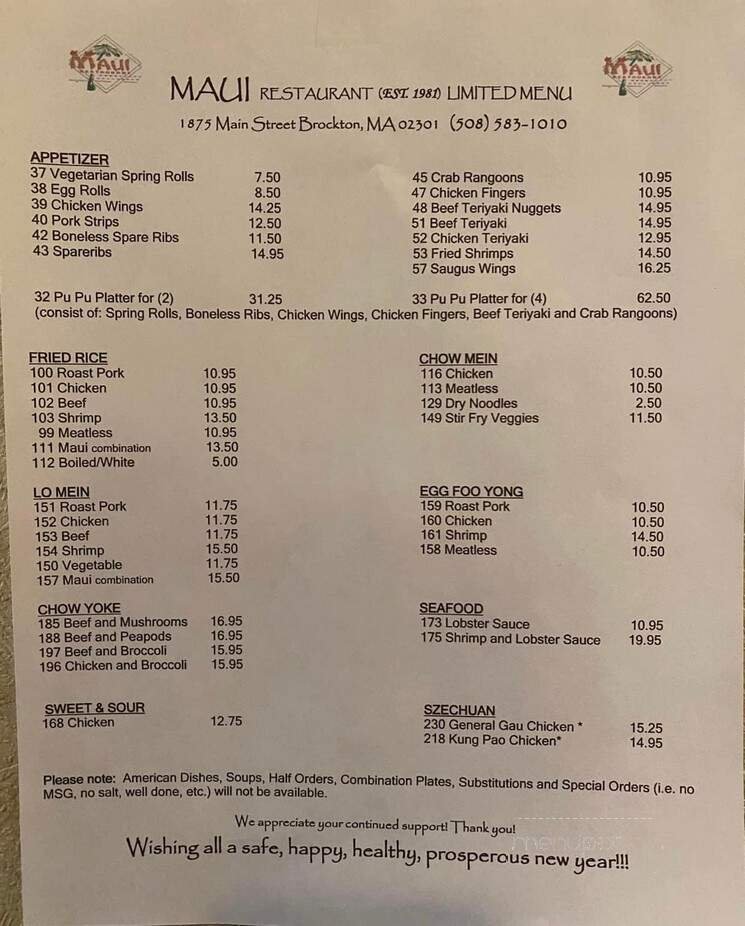 MAUI
MAUI
MAUI RESTAURANT (EST. 1981) LIMITED MENU
1875 Main Street Brockton, MA 02301 (508) 583-1010
APPETIZER
37 Vegetarian Spring Rolls 7.50
38 Egg Rolls 8.50
39 Chicken Wings 14.25
40 Pork Strips 12.50
42 Boneless Spare Ribs 11.50
43 Spareribs 14.95
45 Crab Rangoons 10.95
47 Chicken Fingers 10.95
48 Beef Teriyaki Nuggets 14.95
51 Beef Teriyaki 14.95
52 Chicken Teriyaki 12.95
53 Fried Shrimps 14.50
57 Saugus Wings 16.25
32 Pu Pu Platter for (2) 31.25
33 Pu Pu Platter for (4) 62.50
(consist of: Spring Rolls, Boneless Ribs, Chicken Wings, Chicken Fingers, Beef Teriyaki and Crab Rangoons)
FRIED RICE
100 Roast Pork 10.95
101 Chicken 10.95
102 Beef 10.95
103 Shrimp 13.50
99 Meatless 10.95
111 Maui combination 13.50
112 Boiled/White 5.00
CHOW MEIN
116 Chicken 10.50
113 Meatless 10.50
129 Dry Noodles 2.50
149 Stir Fry Veggies 11.50
LO MEIN
151 Roast Pork 11.75
152 Chicken 11.75
153 Beef 11.75
154 Shrimp 15.50
150 Vegetable 11.75
157 Maui combination 15.50
EGG FOO YONG
159 Roast Pork 10.50
160 Chicken 10.50
161 Shrimp 14.50
158 Meatless 10.50
CHOW YOKE
185 Beef and Mushrooms 16.95
188 Beef and Peapods 16.95
197 Beef and Broccoli 15.95
196 Chicken and Broccoli 15.95
SEAFOOD
173 Lobster Sauce 10.95
175 Shrimp and Lobster Sauce 19.95
SWEET & SOUR
168 Chicken 12.75
SZECHUAN
230 General Gau Chicken * 15.25
218 Kung Pao Chicken* 14.95
Please note: American Dishes, Soups, Half Orders, Combination Plates, Substitutions and Special Orders (i.e. no
MSG, no salt, well done, etc.) will not be available.
We appreciate your continued support! Thank you!
Wishing all a safe, happy, healthy, prosperous new year!!!